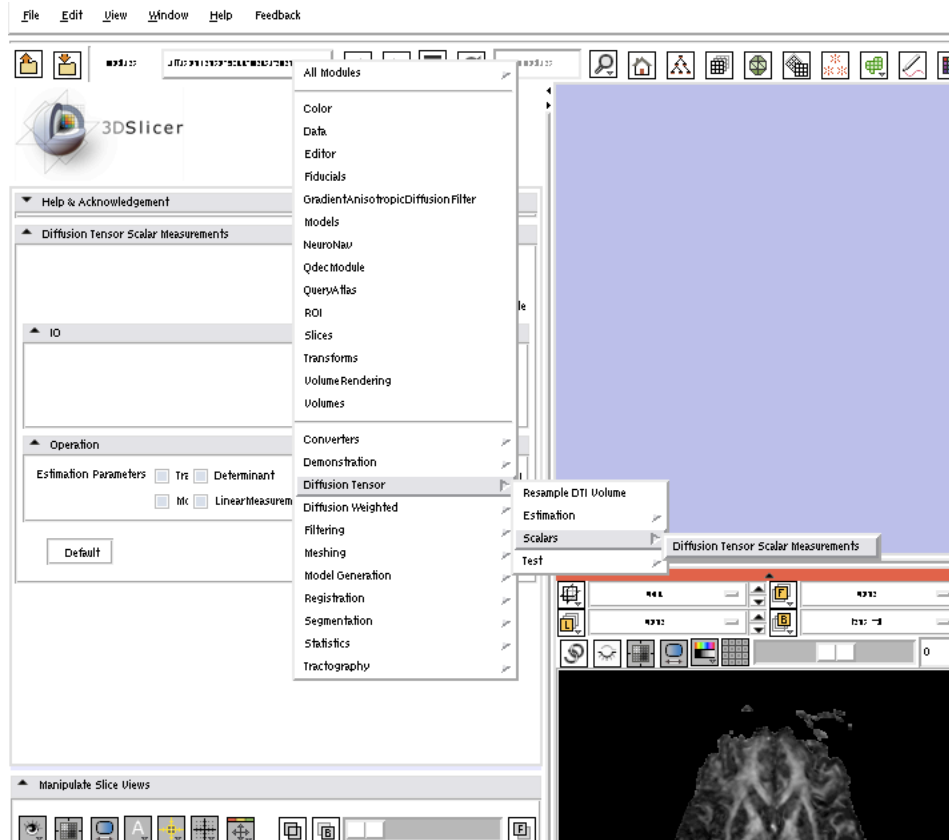 File Edit View Window Help Feedback
All Modules
3DSlicer
Color
Data
Editor
Fiducials
GradientAnisotropicDiffusionFilter
Models
NeuroNav
QdecModule
QueryAtlas
ROI
Slices
Transforms
VolumeRendering
Volumes
Converters
Demonstration
Diffusion Tensor
Diffusion Weighted
Filtering
Meshing
Model Generation
Registration
Segmentation
Statistics
Tractography
Resample DTI Volume
Estimation
Scalars
Test
Diffusion Tensor Scalar Measurements
Help & Acknowledgement
Diffusion Tensor Scalar Measurements
IO
Operation
Estimation Parameters Determinant
LinearMeasurem
Default
Manipulate Slice Views
L
F
B
0
A
B
F